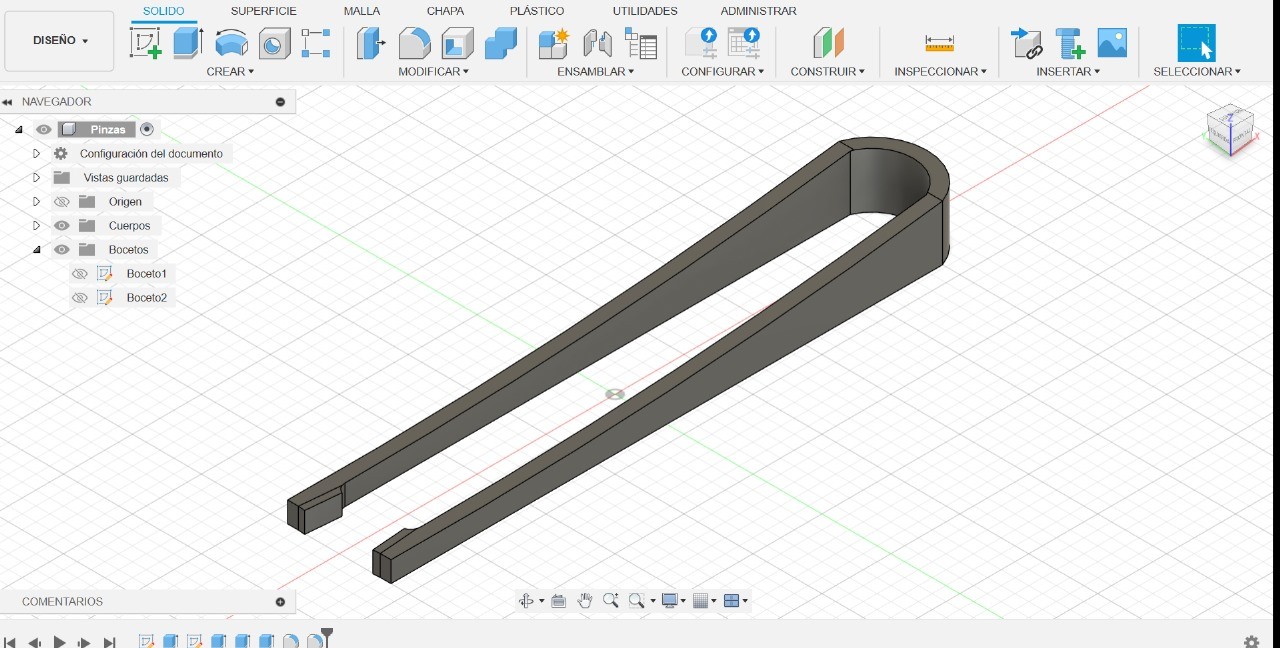 SOLIDO SUPERFICIE MALLA CHAPA PLÁSTICO UTILIDADES ADMINISTRAR
DISEÑO
CREAR MODIFICAR ENSAMBLAR CONFIGURAR CONSTRUIR INSPECCIONAR INSERTAR SELECCIONAR
NAVEGADOR
Pinzas
Configuración del documento
Vistas guardadas
Origen
Cuerpos
Bocetos
Boceto1
Boceto2
Z
COMENTARIOS